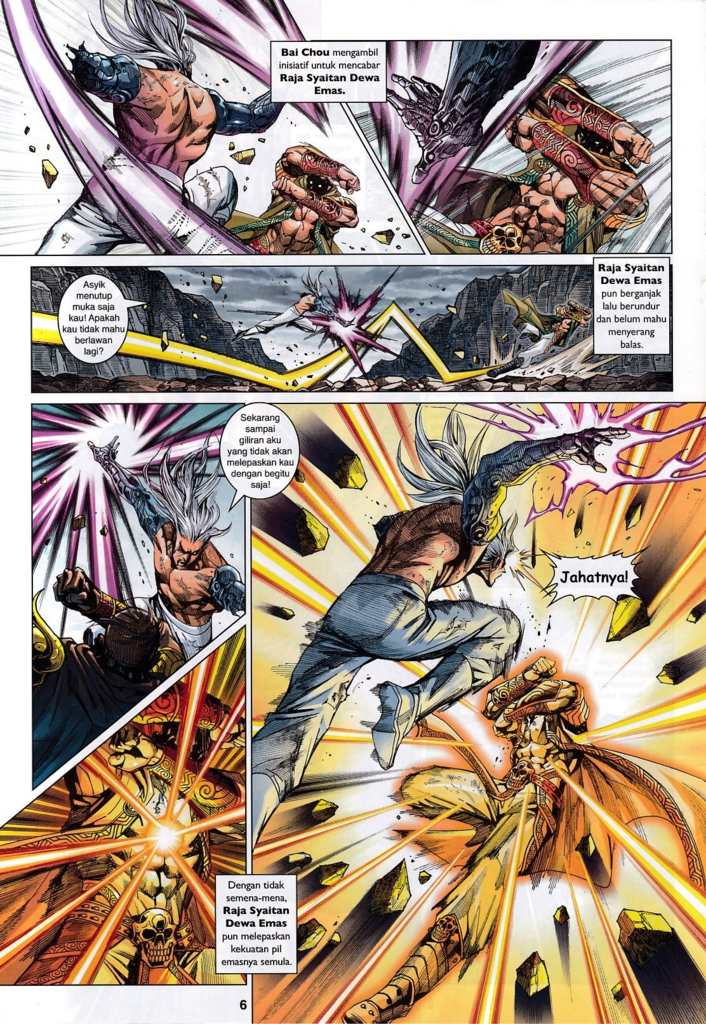 Bai Chou mengambil
inisiatif untuk mencabar
Raja Syaitan Dewa
Emas.
Asyik
menutup
muka saja
kau! Apakah
kau tidak mahu
berlawan
lagi?
Raja Syaitan
Dewa Emas
pun berganjak
lalu berundur
dan belum mahu
menyerang
balas.
Sekarang
sampai
giliran aku
yang tidak akan
melepaskan kau
dengan begitu
saja!
Jahatnya!
Dengan tidak
semena-mena,
Raja Syaitan
Dewa Emas
pun melepaskan
kekuatan pil
emasnya semula.
6